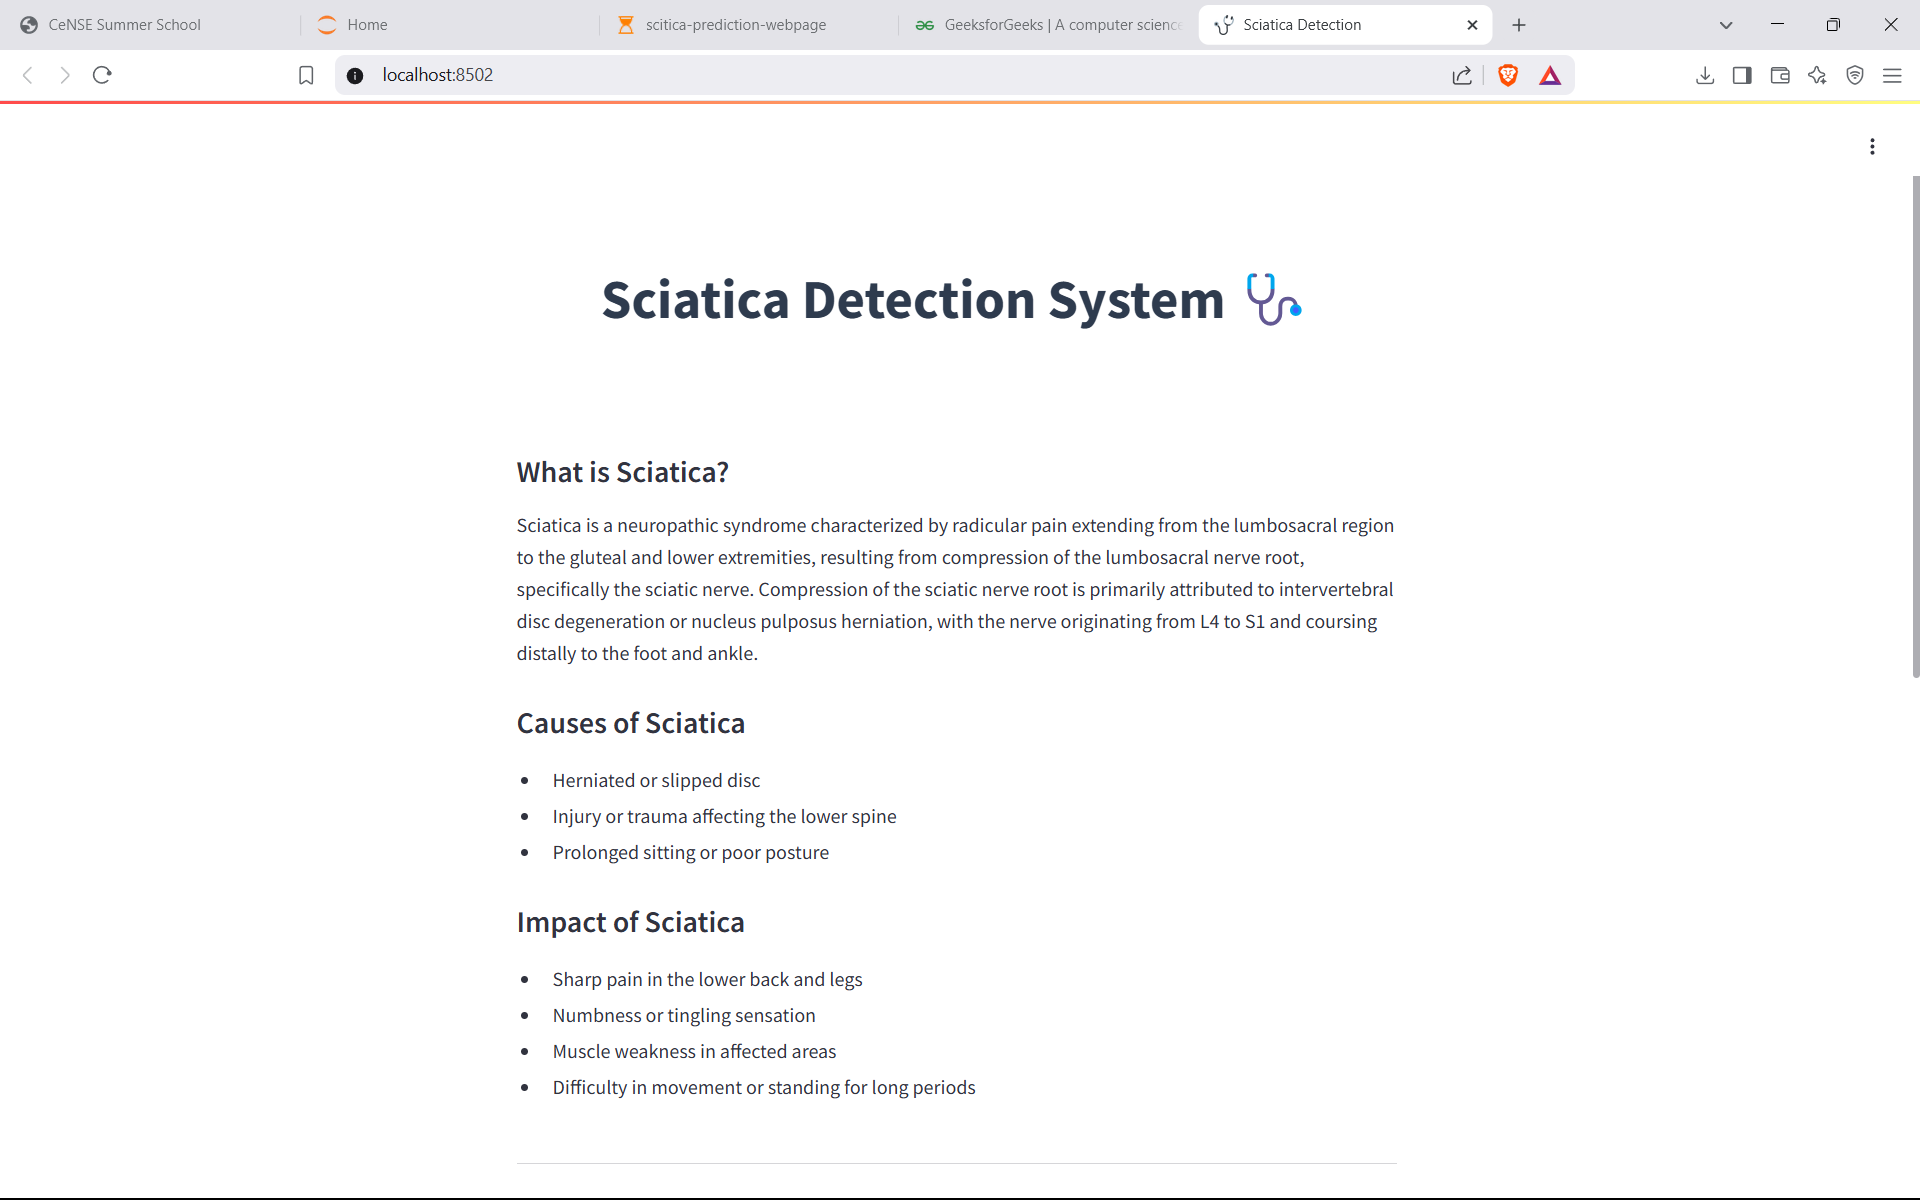 CeNSE Summer School
Home
scitica-prediction-webpage
GeeksforGeeks | A computer science
Sciatica Detection
localhost:8502
Sciatica Detection System
What is Sciatica?
Sciatica is a neuropathic syndrome characterized by radicular pain extending from the lumbosacral region
to the gluteal and lower extremities, resulting from compression of the lumbosacral nerve root,
specifically the sciatic nerve. Compression of the sciatic nerve root is primarily attributed to intervertebral
disc degeneration or nucleus pulposus herniation, with the nerve originating from L4 to S1 and coursing
distally to the foot and ankle.
Causes of Sciatica
Herniated or slipped disc
Injury or trauma affecting the lower spine
Prolonged sitting or poor posture
Impact of Sciatica
Sharp pain in the lower back and legs
Numbness or tingling sensation
Muscle weakness in affected areas
Difficulty in movement or standing for long periods